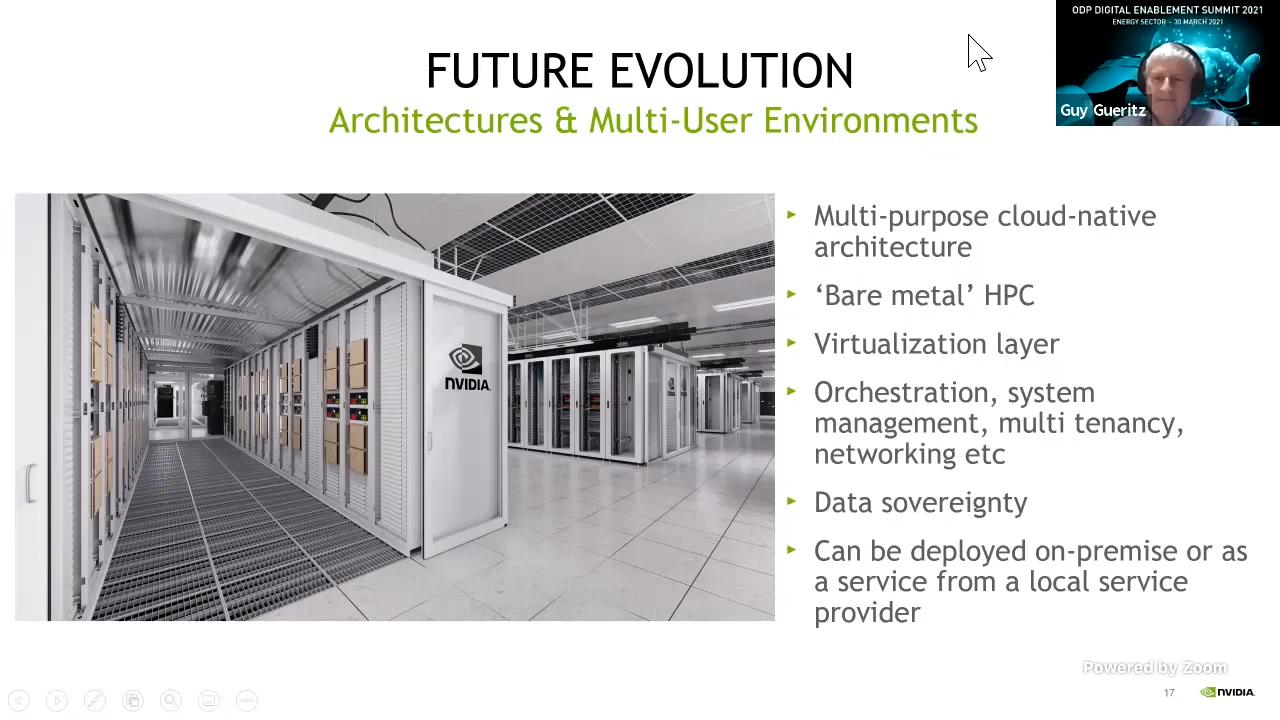 ODP DIGITAL ENABLEMENT SUMMIT 2021
ENERGY SECTOR - 30 MARCH 2021
Guy Gueritz
FUTURE EVOLUTION
Architectures & Multi-User Environments
NVIDIA.
Multi-purpose cloud-native
architecture
‘Bare metal’ HPC
Virtualization layer
Orchestration, system
management, multi tenancy,
networking etc
Data sovereignty
Can be deployed on-premise or as
a service from a local service
provider
Powered by Zoom
17
NVIDIA.